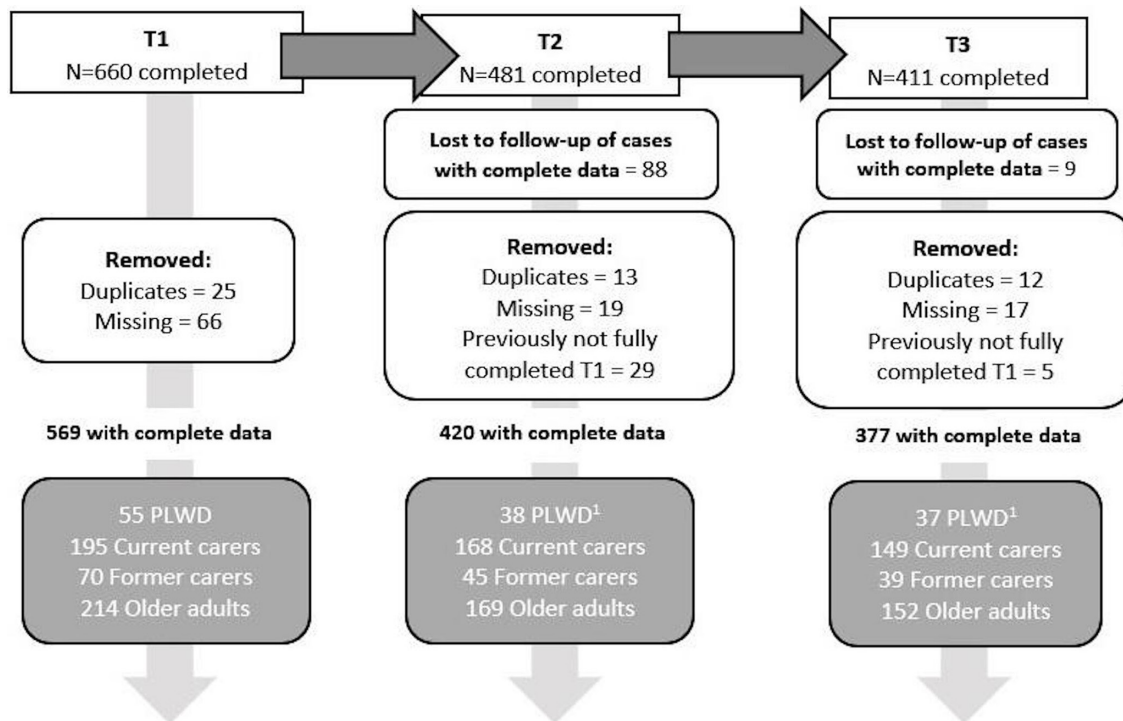 T1
N=660 completed
T2
N=481 completed
T3
N=411 completed
Lost to follow-up of cases
with complete data = 88
Lost to follow-up of cases
with complete data = 9
Removed:
Duplicates = 25
Missing = 66
Removed:
Duplicates = 13
Missing = 19
Previously not fully
completed T1 = 29
Removed:
Duplicates = 12
Missing = 17
Previously not fully
completed T1 = 5
569 with complete data
420 with complete data
377 with complete data
55 PLWD
195 Current carers
70 Former carers
214 Older adults
38 PLWD¹
168 Current carers
45 Former carers
169 Older adults
37 PLWD¹
149 Current carers
39 Former carers
152 Older adults